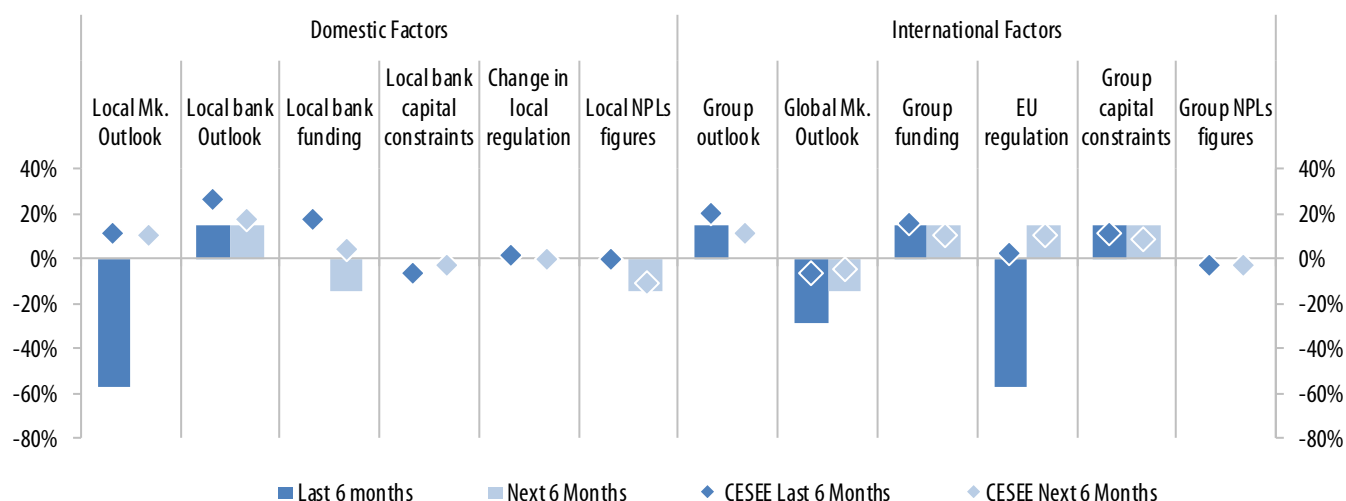 Domestic Factors
International Factors
Local Mk.
Outlook
Local bank
Outlook
Local bank
funding
Local bank
capital
constraints
Change in
local
regulation
Local NPLs
figures
Group
outlook
Global Mk.
Outlook
Group
funding
EU
regulation
Group
capital
constraints
Group NPLs
figures
40%
20%
0%
-20%
-40%
-60%
-80%
40%
20%
0%
-20%
-40%
-60%
-80%
Last 6 months
Next 6 Months
CESEE Last 6 Months
CESEE Next 6 Months